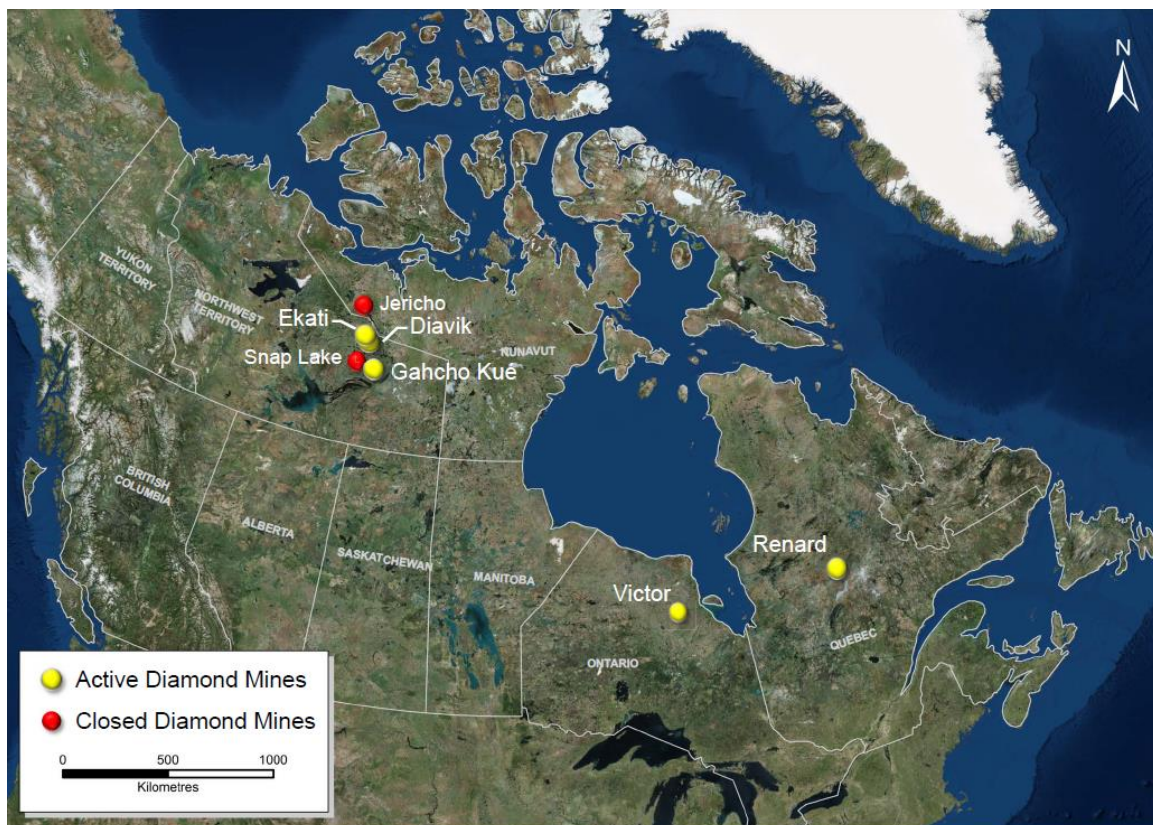 N
YUKON
TERRITORY
NORTHWEST
TERRITORY
Jericho
Ekati
Diavik
Snap Lake
NUNAVUT
Gahcho Kué
BRITISH
COLUMBIA
ALBERTA
SASKATCHEWAN
MANITOBA
Renard
Victor
ONTARIO
QUEBEC
Active Diamond Mines
Closed Diamond Mines
0 500 1000
Kilometres